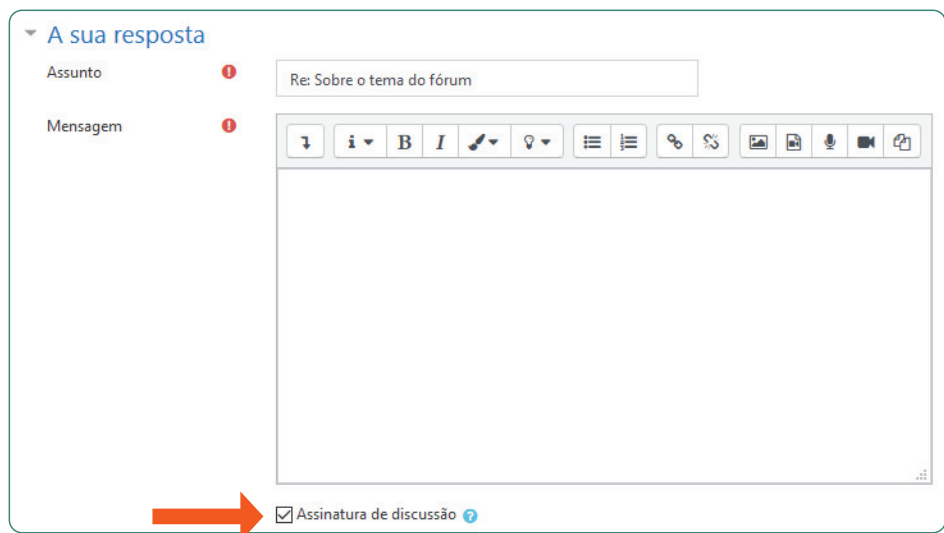 A sua resposta
Assunto
Re: Sobre o tema do fórum
Mensagem
i B I
Assinatura de discussão ?